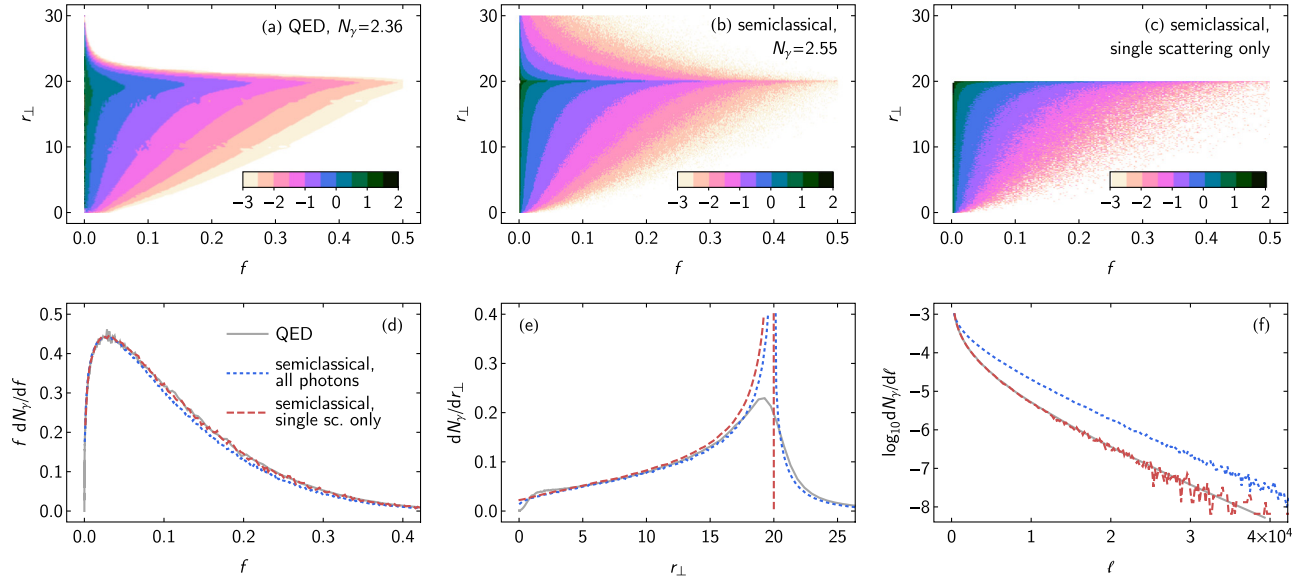 (a) QED, Nγ=2.36
30
20
10
0
r⊥
−3 −2 −1 0 1 2
0.0 0.1 0.2 0.3 0.4 0.5
f
(b) semiclassical,
Nγ=2.55
30
20
10
0
r⊥
−3 −2 −1 0 1 2
0.0 0.1 0.2 0.3 0.4 0.5
f
(c) semiclassical,
single scattering only
30
20
10
0
r⊥
−3 −2 −1 0 1 2
0.0 0.1 0.2 0.3 0.4 0.5
f
(d)
0.5
0.4
0.3
0.2
0.1
0.0
f dNγ/df
QED
semiclassical,
all photons
semiclassical,
single sc. only
0.0 0.1 0.2 0.3 0.4
f
(e)
0.4
0.3
0.2
0.1
0.0
dNγ/dr⊥
0 5 10 15 20 25
r⊥
(f)
−3
−4
−5
−6
−7
−8
log₁₀ dNγ/dℓ
0 1 2 3 4×10⁴
ℓ